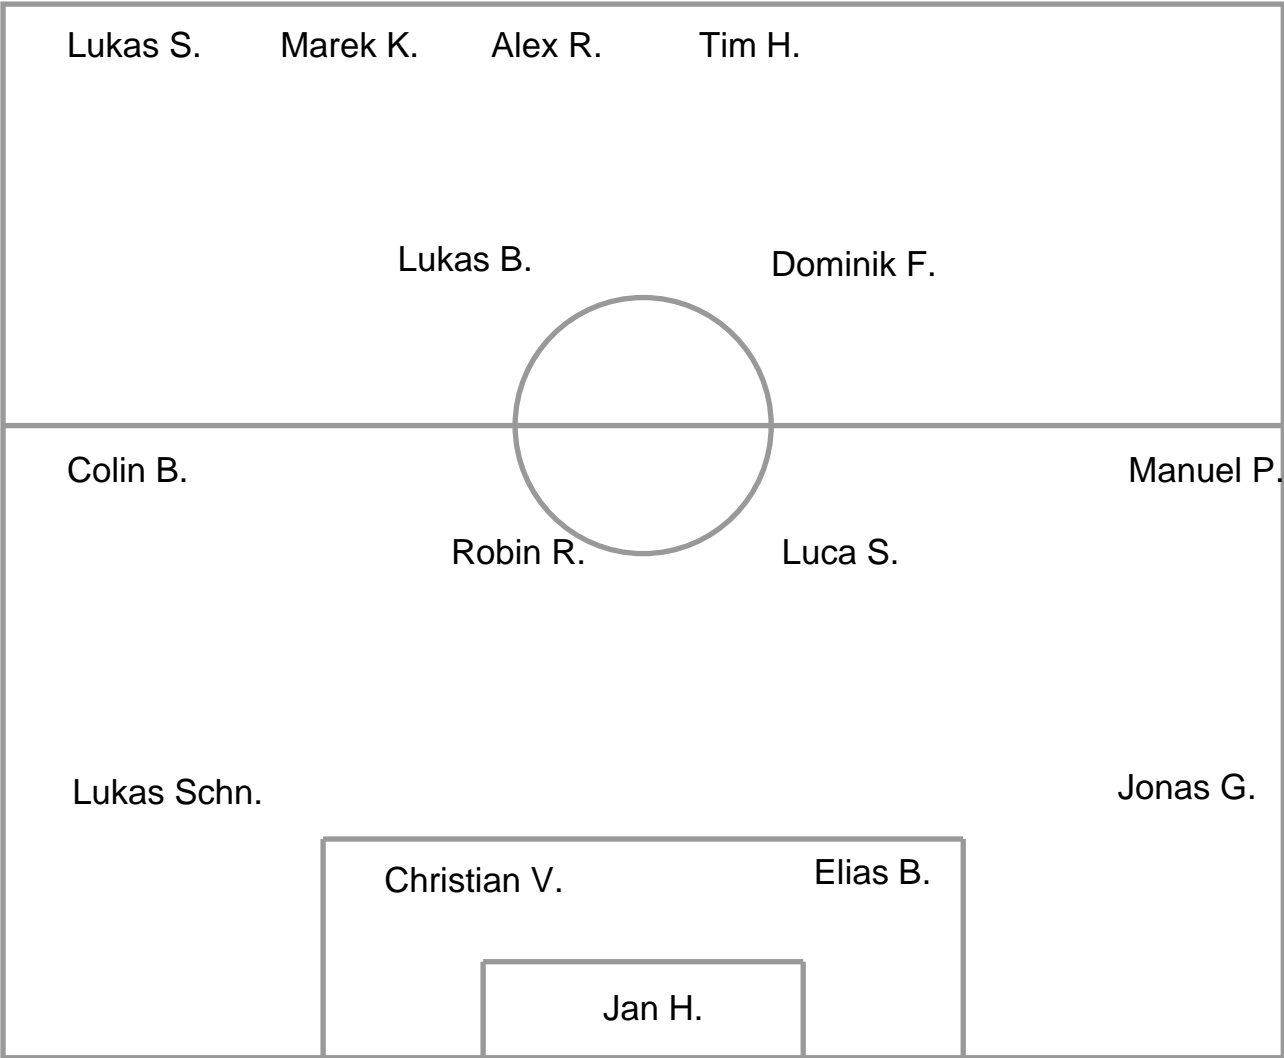 Lukas S. Marek K. Alex R. Tim H.
Lukas B. Dominik F.
Colin B. Manuel P.
Robin R. Luca S.
Lukas Schn. Jonas G.
Christian V. Elias B.
Jan H.